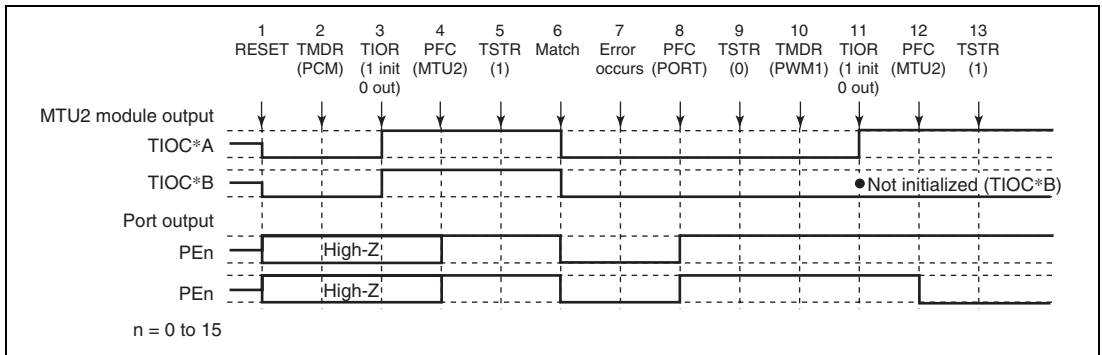 1 2 3 4 5 6 7 8 9 10 11 12 13
RESET TMDR TIOR PFC TSTR Match Error PFC TSTR TMDR TIOR PFC TSTR
(PCM) (1 init (MTU2) (1) occurs (PORT) (0) (PWM1) (1 init (MTU2) (1)
0 out) 0 out)
MTU2 module output
TIOC*A
TIOC*B
●Not initialized (TIOC*B)
Port output
PEn
High-Z
PEn
High-Z
n = 0 to 15